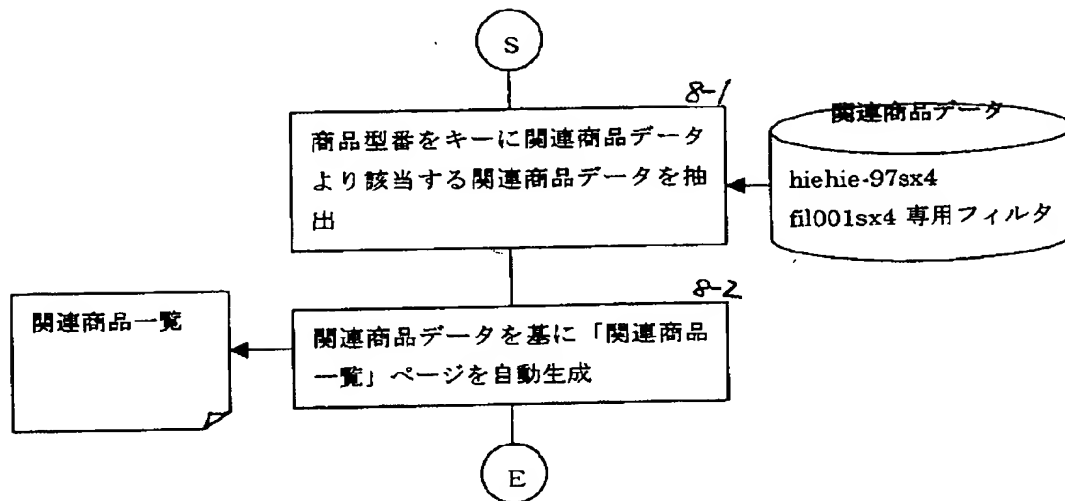 S
8-1
商品型番をキーに関連商品データ
より該当する関連商品データを抽
出
関連商品データ
hiehie-97sx4
fil001sx4 専用フィルタ
8-2
関連商品データを基に「関連商品
一覧」ページを自動生成
関連商品一覧
E